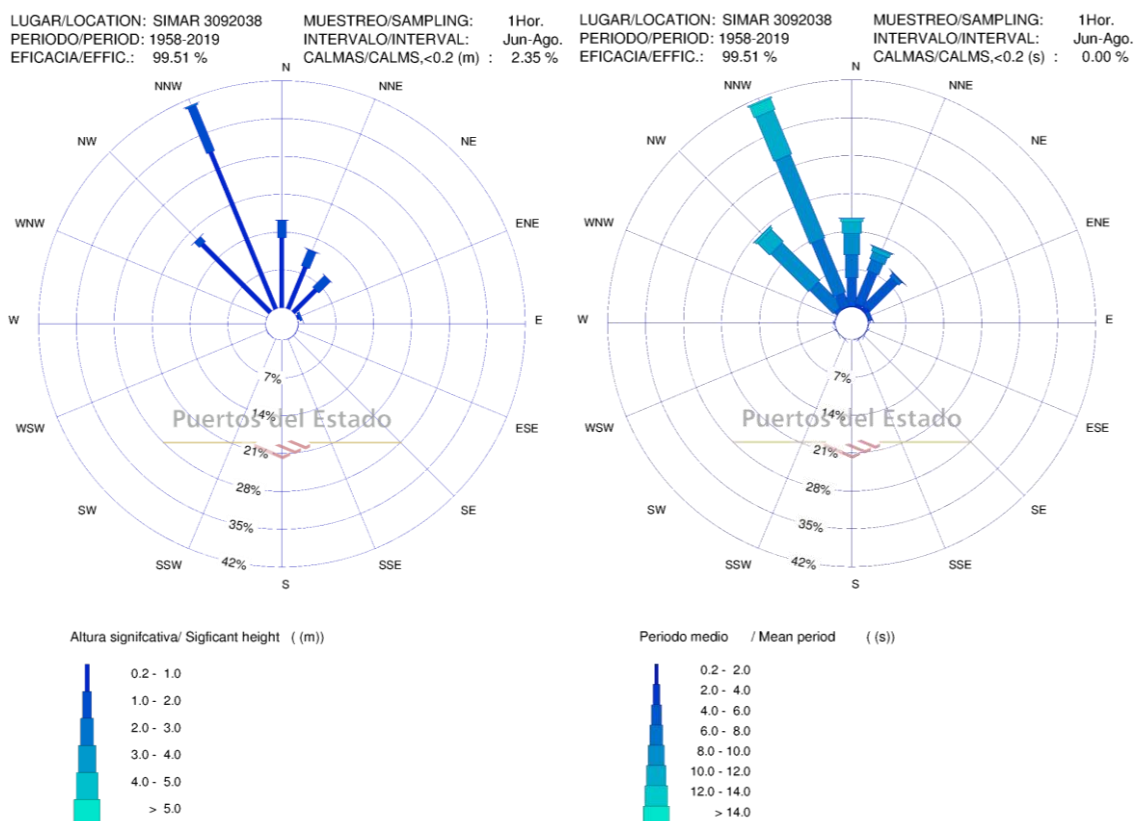 LUGAR/LOCATION: SIMAR 3092038 MUESTREO/SAMPLING: 1Hor.
PERIODO/PERIOD: 1958-2019 INTERVALO/INTERVAL: Jun-Ago.
EFICACIA/EFFIC.: 99.51 % CALMAS/CALMS,<0.2 (m) : 2.35 %
N
NNW NNE
NW NE
WNW ENE
W E
7%
14%
Puertos del Estado
WSW ESE
21%
28%
SW SE
35%
42%
SSW SSE
S
Altura signifcativa/ Sigficant height ( (m))
0.2 - 1.0
1.0 - 2.0
2.0 - 3.0
3.0 - 4.0
4.0 - 5.0
> 5.0
LUGAR/LOCATION: SIMAR 3092038 MUESTREO/SAMPLING: 1Hor.
PERIODO/PERIOD: 1958-2019 INTERVALO/INTERVAL: Jun-Ago.
EFICACIA/EFFIC.: 99.51 % CALMAS/CALMS,<0.2 (s) : 0.00 %
N
NNW NNE
NW NE
WNW ENE
W E
7%
14%
Puertos del Estado
WSW ESE
21%
28%
SW SE
35%
42%
SSW SSE
S
Periodo medio / Mean period ( (s))
0.2 - 2.0
2.0 - 4.0
4.0 - 6.0
6.0 - 8.0
8.0 - 10.0
10.0 - 12.0
12.0 - 14.0
> 14.0